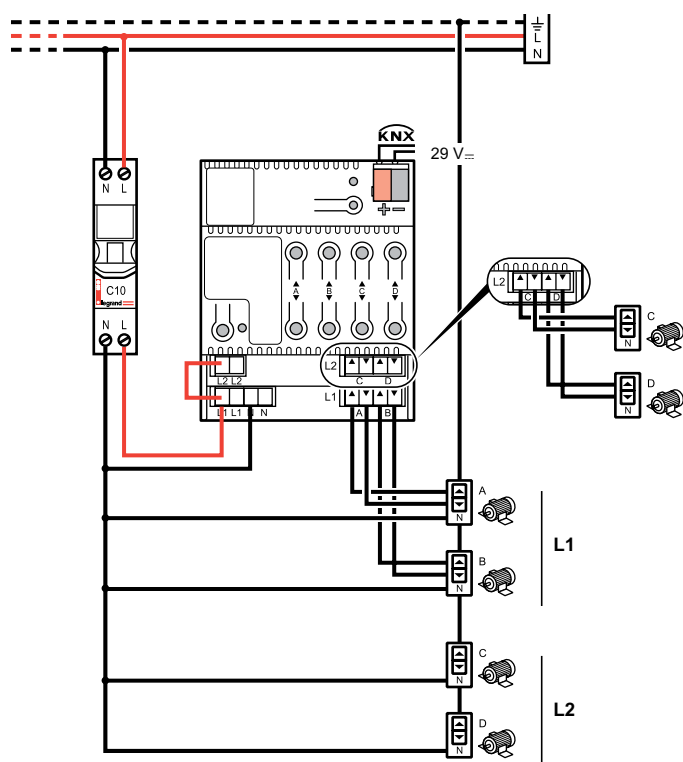 L
N
KNX
29 V
N L
+ −
L2
C D
A B C D
C10
legrand
C
N
N L
L2
L2 L2
C D
D
N
L1
L1 L1 N N
A B
A
N
L1
B
N
C
N
L2
D
N